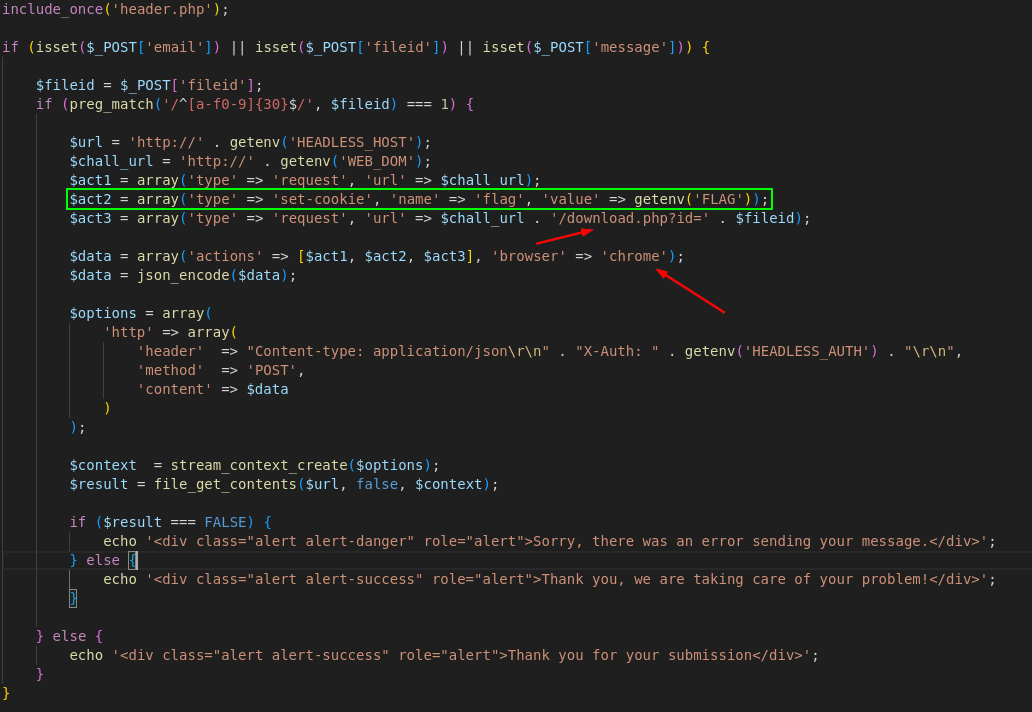 include_once('header.php');
if (isset($_POST['email']) || isset($_POST['fileid']) || isset($_POST['message'])) {
$fileid = $_POST['fileid'];
if (preg_match('/^[a-f0-9]{30}$/', $fileid) === 1) {
$url = 'http://' . getenv('HEADLESS_HOST');
$chall_url = 'http://' . getenv('WEB_DOM');
$act1 = array('type' => 'request', 'url' => $chall_url);
$act2 = array('type' => 'set-cookie', 'name' => 'flag', 'value' => getenv('FLAG'));
$act3 = array('type' => 'request', 'url' => $chall_url . '/download.php?id=' . $fileid);
$data = array('actions' => [$act1, $act2, $act3], 'browser' => 'chrome');
$data = json_encode($data);
$options = array(
'http' => array(
'header'  => "Content-type: application/json\r\n" . "X-Auth: " . getenv('HEADLESS_AUTH') . "\r\n",
'method'  => 'POST',
'content' => $data
)
);
$context  = stream_context_create($options);
$result = file_get_contents($url, false, $context);
if ($result === FALSE) {
echo '<div class="alert alert-danger" role="alert">Sorry, there was an error sending your message.</div>';
} else {
echo '<div class="alert alert-success" role="alert">Thank you, we are taking care of your problem!</div>';
}
} else {
echo '<div class="alert alert-success" role="alert">Thank you for your submission</div>';
}
}